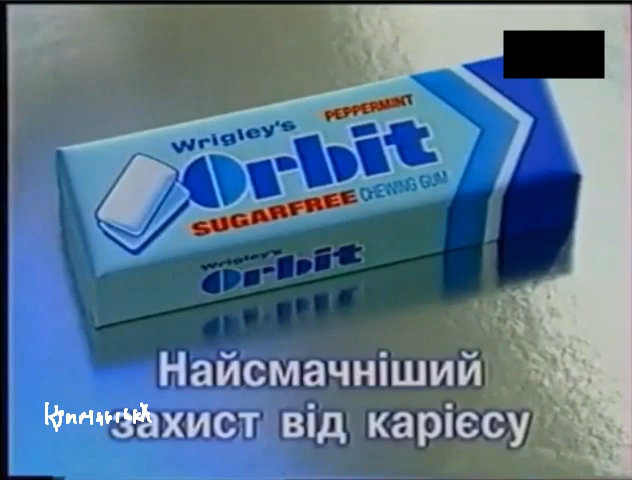 PEPPERMINT
Wrigley's
Orbit
SUGARFREE CHEWING GUM
Wrigley's
Orbit
Найсмачніший
захист від карієсу